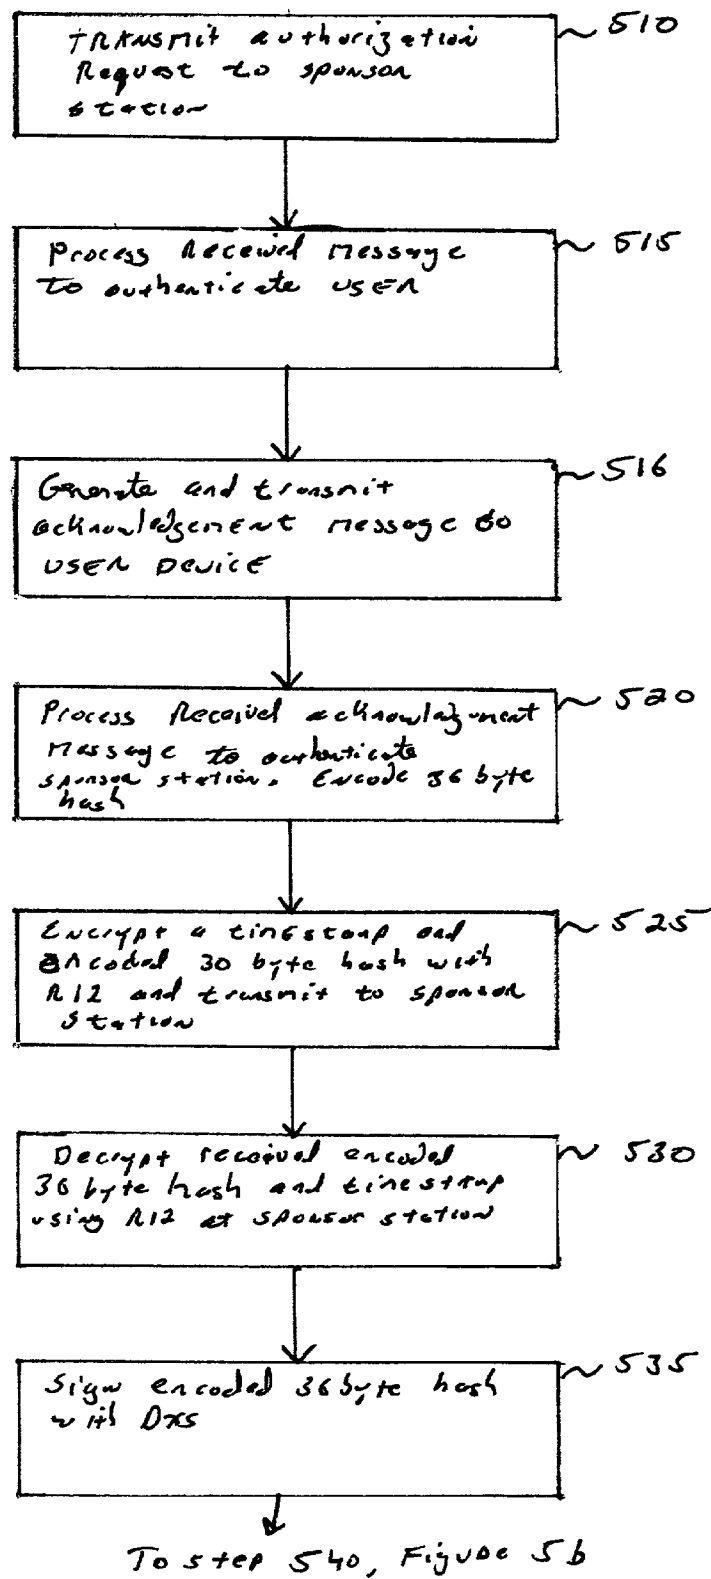 TRANSMIT authorization
Request to sponsor
station
510
Process Received Message
to authenticate USER
515
Generate and transmit
acknowledgement message to
USER DEVICE
516
Process Received acknowledgment
Message to authenticate
sponsor station. Encode 36 byte
hash
520
Encrypt a timestamp and
encoded 30 byte hash with
R12 and transmit to sponsor
station
525
Decrypt received encoded
36 byte hash and timestamp
using R12 at sponsor station
530
Sign encoded 36 byte hash
with Dxs
535
To step 540, Figure 5b